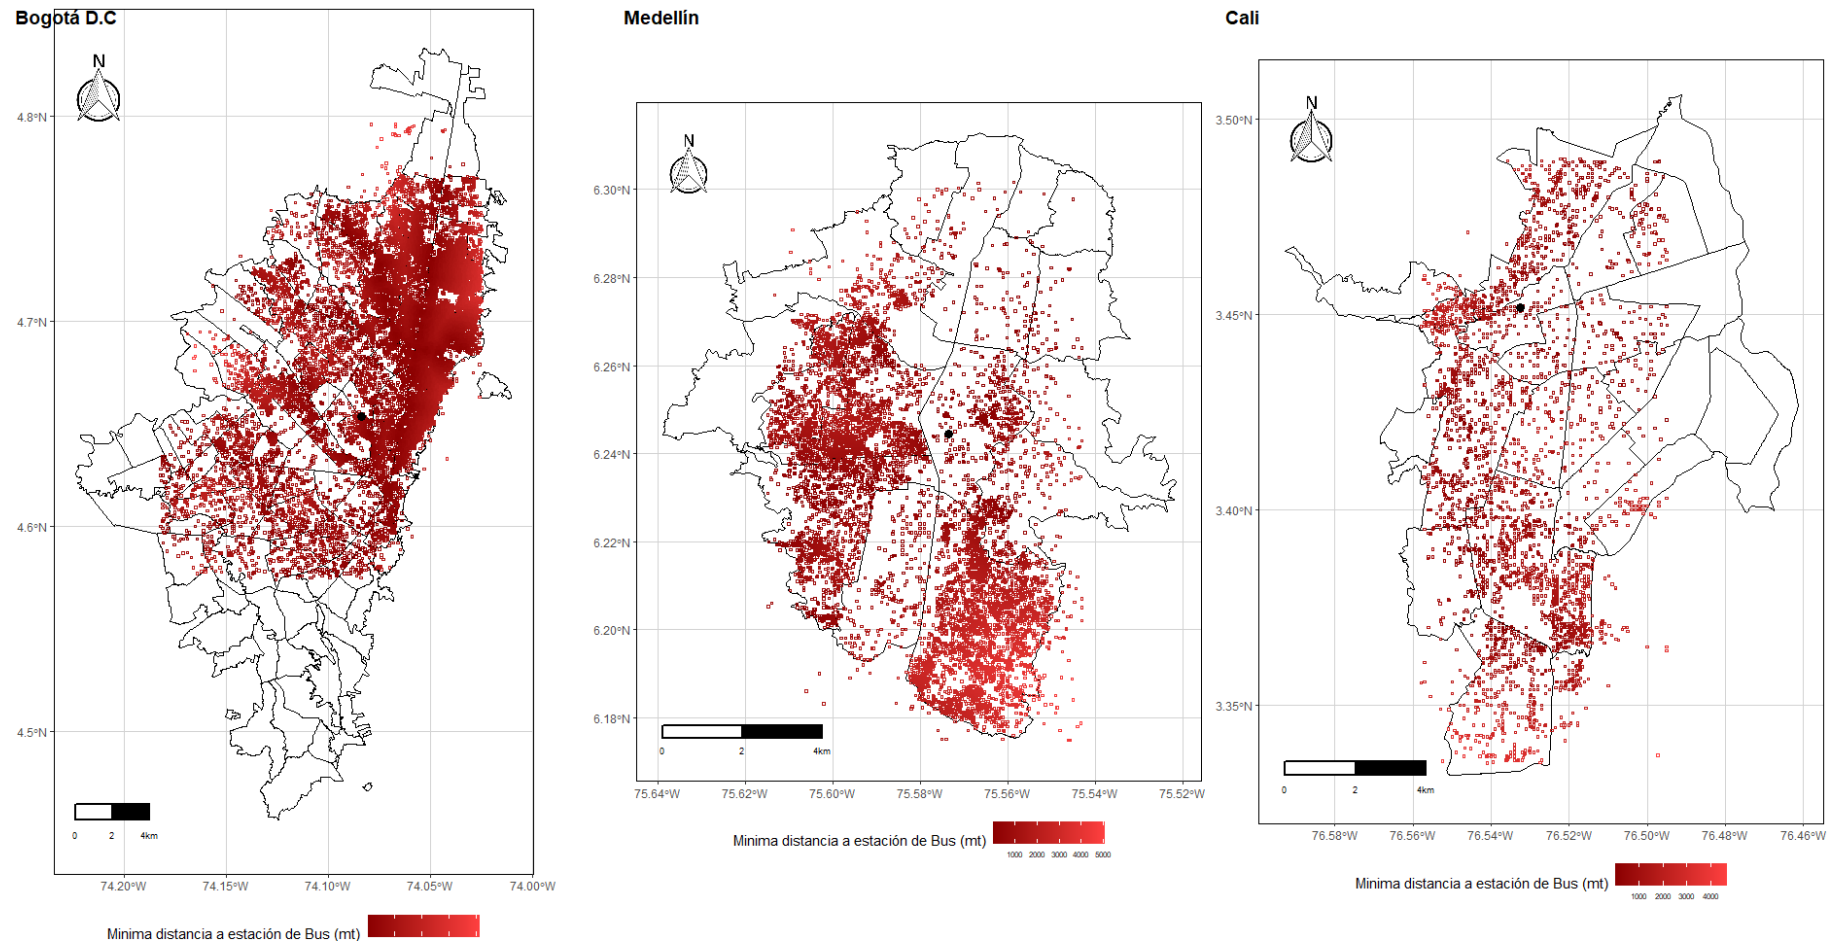 Bogotá D.C
N
4.8°N
4.7°N
4.6°N
4.5°N
0 2 4km
74.20°W 74.15°W 74.10°W 74.05°W 74.00°W
Minima distancia a estación de Bus (mt)
Medellín
N
6.30°N
6.28°N
6.26°N
6.24°N
6.22°N
6.20°N
6.18°N
0 2 4km
75.64°W 75.62°W 75.60°W 75.58°W 75.56°W 75.54°W 75.52°W
Minima distancia a estación de Bus (mt)
1000 2000 3000 4000 5000
Cali
N
3.50°N
3.45°N
3.40°N
3.35°N
0 2 4km
76.58°W 76.56°W 76.54°W 76.52°W 76.50°W 76.48°W 76.46°W
Minima distancia a estación de Bus (mt)
1000 2000 3000 4000